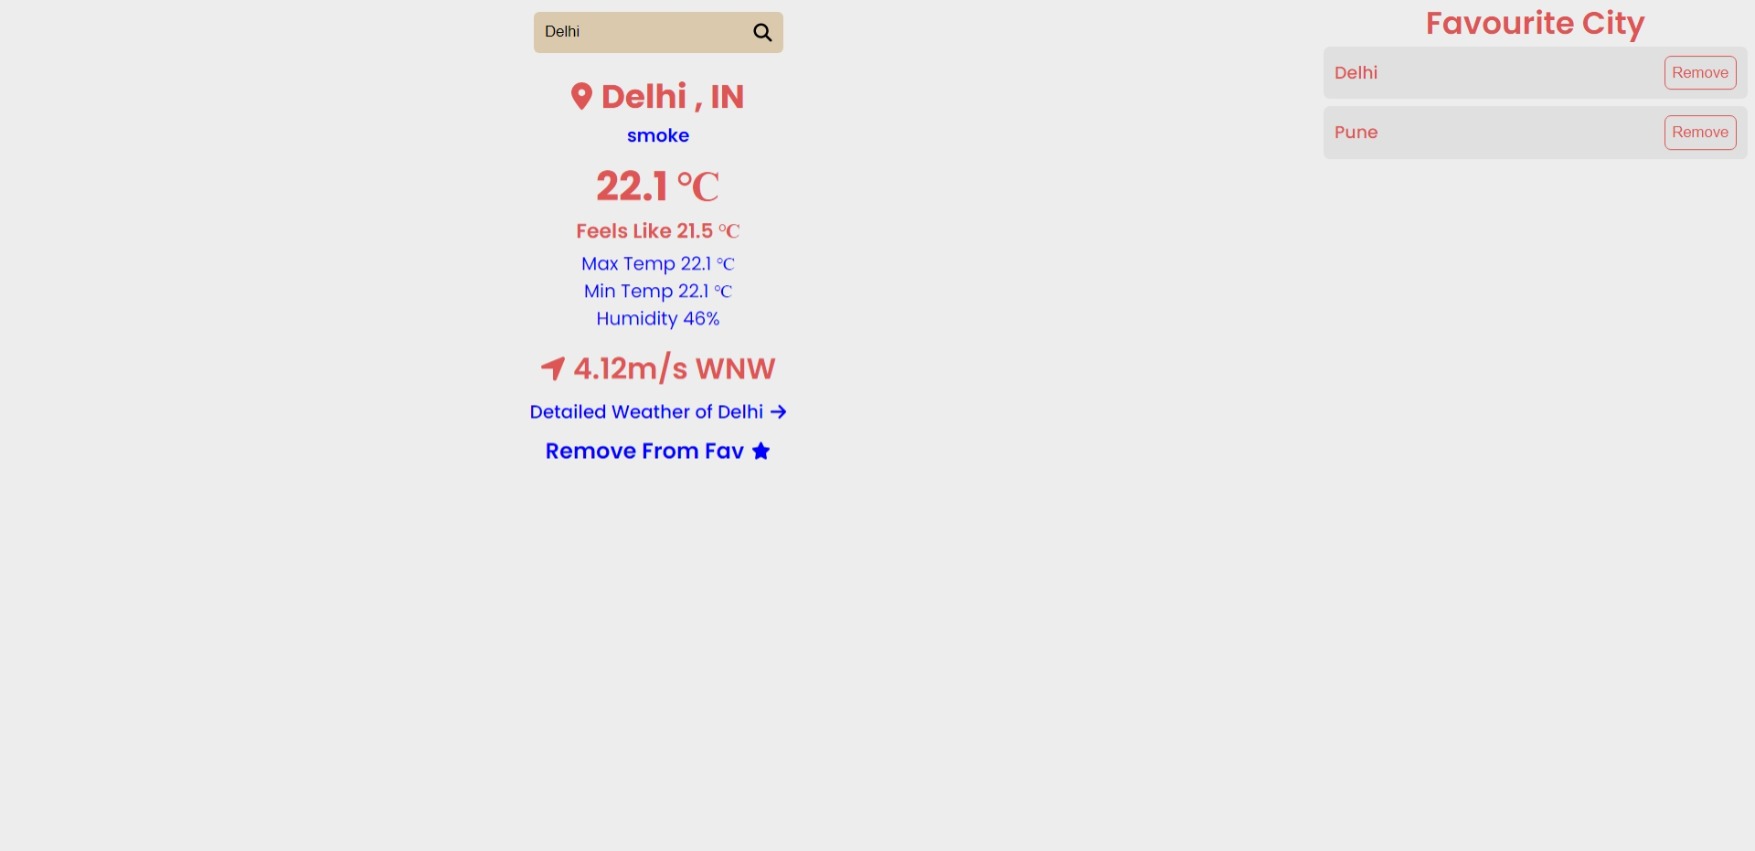 Delhi
Delhi , IN
smoke
22.1 °C
Feels Like 21.5 °C
Max Temp 22.1 °C
Min Temp 22.1 °C
Humidity 46%
4.12m/s WNW
Detailed Weather of Delhi →
Remove From Fav
Favourite City
Delhi Remove
Pune Remove